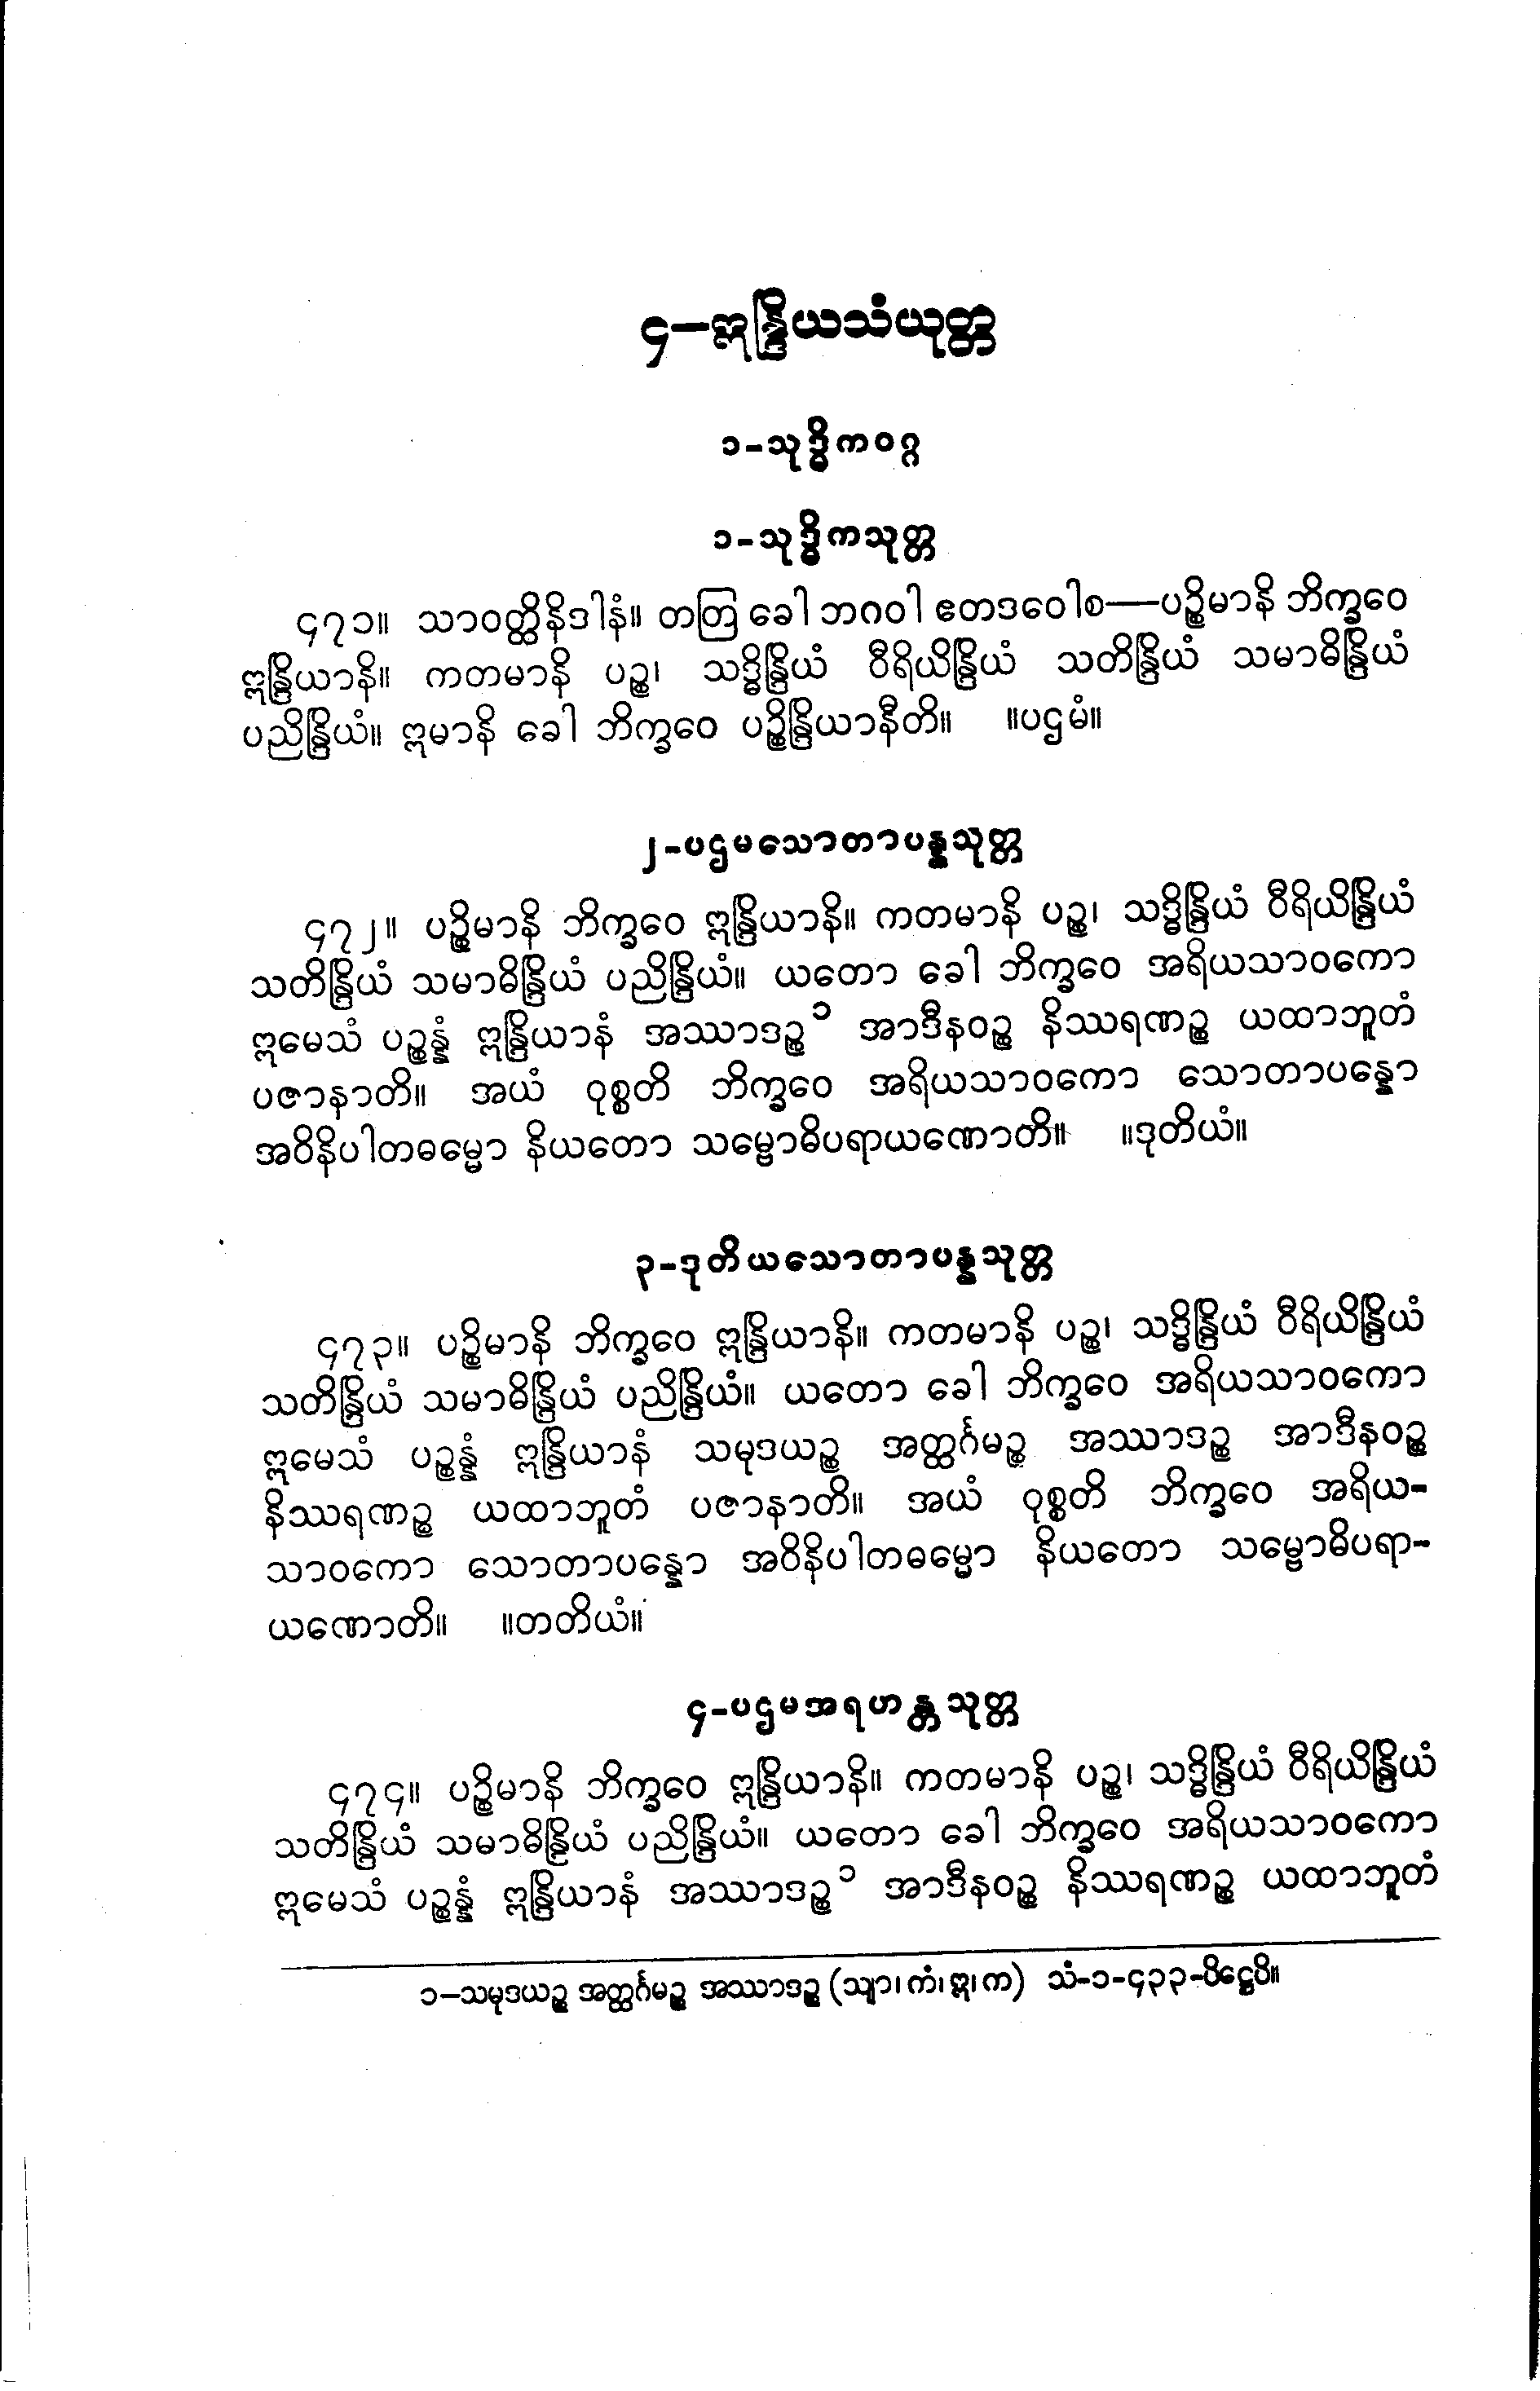 ၄—ဣန္ဒြိယသံယုတ္တ
၁-သုဒ္ဓိကဝဂ္ဂ
၁-သုဒ္ဓိကသုတ္တ
၄၇၁။ သာဝတ္ထိနိဒါနံ။ တတြ ခေါ ဘဂဝါ ဧတဒဝေါစ—ပဉ္စိမာနိ ဘိက္ခဝေ
ဣန္ဒြိယာနိ။ ကတမာနိ ပဉ္စ၊ သဒ္ဓိန္ဒြိယံ ဝီရိယိန္ဒြိယံ သတိန္ဒြိယံ သမာဓိန္ဒြိယံ
ပညိန္ဒြိယံ။ ဣမာနိ ခေါ ဘိက္ခဝေ ပဉ္စိန္ဒြိယာနီတိ။ ။ပဌမံ။
၂-ပဌမသောတာပန္နသုတ္တ
၄၇၂။ ပဉ္စိမာနိ ဘိက္ခဝေ ဣန္ဒြိယာနိ။ ကတမာနိ ပဉ္စ၊ သဒ္ဓိန္ဒြိယံ ဝီရိယိန္ဒြိယံ
သတိန္ဒြိယံ သမာဓိန္ဒြိယံ ပညိန္ဒြိယံ။ ယတော ခေါ ဘိက္ခဝေ အရိယသာဝကော
ဣမေသံ ပဉ္စန္နံ ဣန္ဒြိယာနံ အဿာဒဉ္စ ၁ အာဒီနဝဉ္စ နိဿရဏဉ္စ ယထာဘူတံ
ပဇာနာတိ။ အယံ ဝုစ္စတိ ဘိက္ခဝေ အရိယသာဝကော သောတာပန္နော
အဝိနိပါတဓမ္မော နိယတော သမ္ဗောဓိပရာယဏောတိ။ ။ဒုတိယံ။
၃-ဒုတိယသောတာပန္နသုတ္တ
၄၇၃။ ပဉ္စိမာနိ ဘိက္ခဝေ ဣန္ဒြိယာနိ။ ကတမာနိ ပဉ္စ၊ သဒ္ဓိန္ဒြိယံ ဝီရိယိန္ဒြိယံ
သတိန္ဒြိယံ သမာဓိန္ဒြိယံ ပညိန္ဒြိယံ။ ယတော ခေါ ဘိက္ခဝေ အရိယသာဝကော
ဣမေသံ ပဉ္စန္နံ ဣန္ဒြိယာနံ သမုဒယဉ္စ အတ္ထင်္ဂမဉ္စ အဿာဒဉ္စ အာဒီနဝဉ္စ
နိဿရဏဉ္စ ယထာဘူတံ ပဇာနာတိ။ အယံ ဝုစ္စတိ ဘိက္ခဝေ အရိယ-
သာဝကော သောတာပန္နော အဝိနိပါတဓမ္မော နိယတော သမ္ဗောဓိပရာ-
ယဏောတိ။ ။တတိယံ။
၄-ပဌမအရဟန္တသုတ္တ
၄၇၄။ ပဉ္စိမာနိ ဘိက္ခဝေ ဣန္ဒြိယာနိ။ ကတမာနိ ပဉ္စ၊ သဒ္ဓိန္ဒြိယံ ဝီရိယိန္ဒြိယံ
သတိန္ဒြိယံ သမာဓိန္ဒြိယံ ပညိန္ဒြိယံ။ ယတော ခေါ ဘိက္ခဝေ အရိယသာဝကော
ဣမေသံ ပဉ္စန္နံ ဣန္ဒြိယာနံ အဿာဒဉ္စ ၁ အာဒီနဝဉ္စ နိဿရဏဉ္စ ယထာဘူတံ
၁—သမုဒယဉ္စ အတ္ထင်္ဂမဉ္စ အဿာဒဉ္စ (သျာ၊ ကံ၊ ဣ၊ က) သံ-၁-၄၃၃-ပိဋ္ဌေပိ။